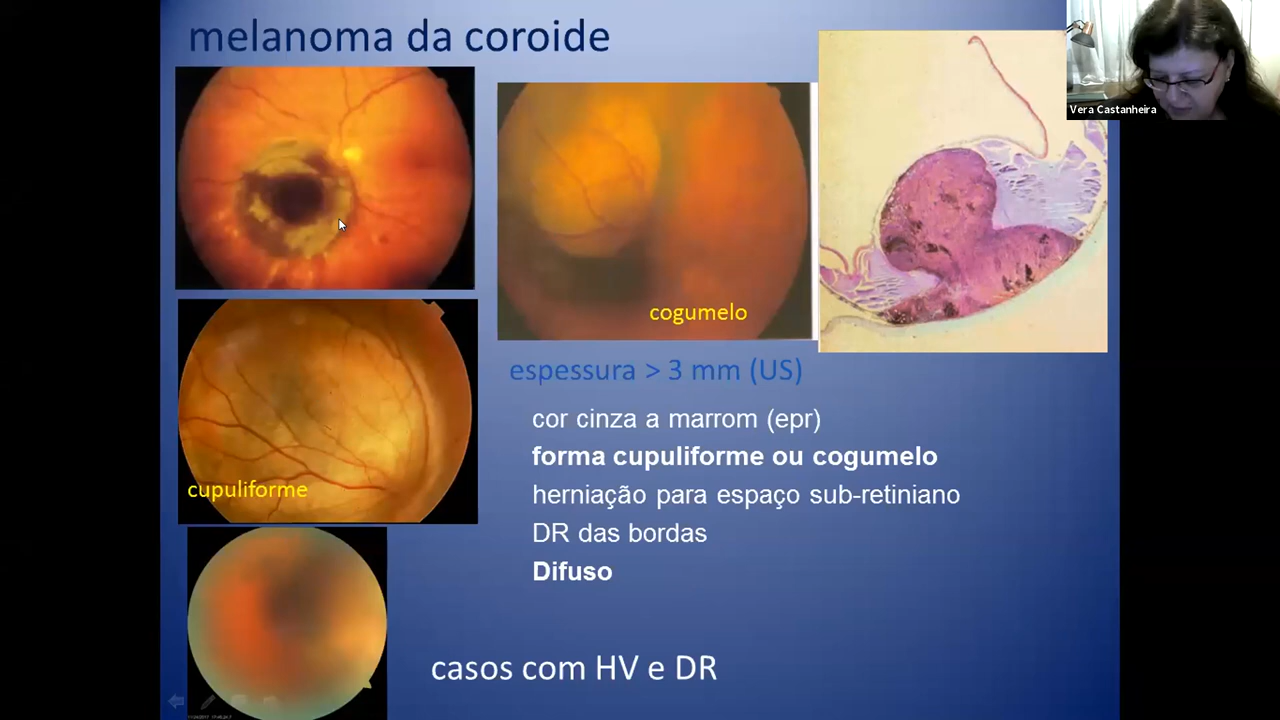 melanoma da coroide
Vera Castanheira
cogumelo
espessura > 3 mm (US)
cor cinza a marrom (epr)
forma cupuliforme ou cogumelo
cupuliforme
herniação para espaço sub-retiniano
DR das bordas
Difuso
casos com HV e DR